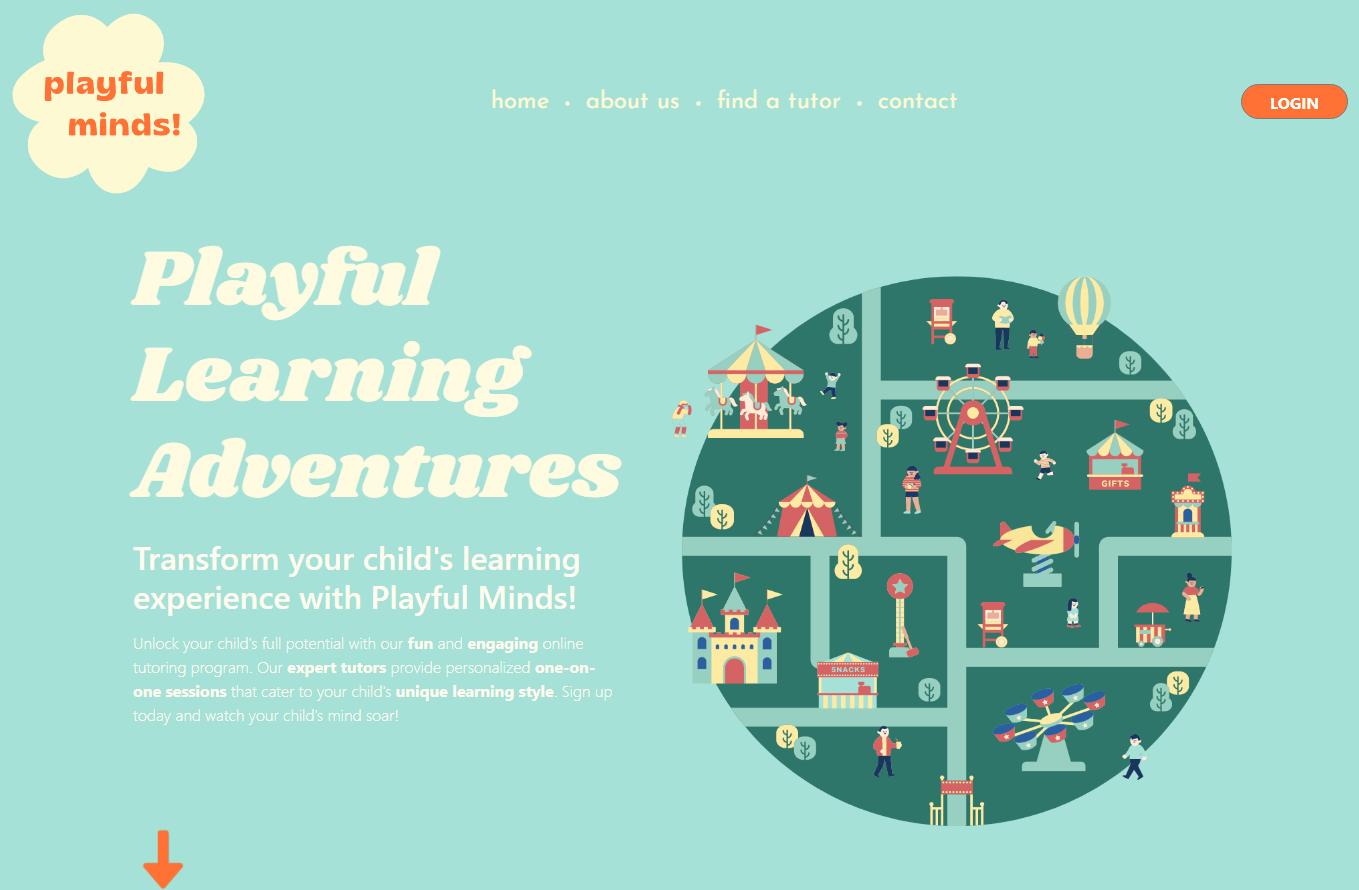 playful
minds!
home • about us • find a tutor • contact
LOGIN
Playful
Learning
Adventures
Transform your child's learning
experience with Playful Minds!
Unlock your child's full potential with our fun and engaging online
tutoring program. Our expert tutors provide personalized one-on-
one sessions that cater to your child's unique learning style. Sign up
today and watch your child's mind soar!
GIFTS
SNACKS